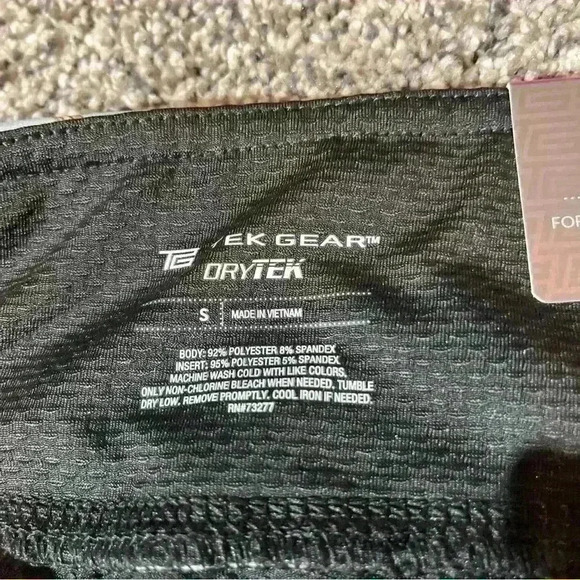 TEK GEAR™
DRYTEK
S MADE IN VIETNAM
BODY: 92% POLYESTER 8% SPANDEX
INSERT: 95% POLYESTER 5% SPANDEX
MACHINE WASH COLD WITH LIKE COLORS.
ONLY NON-CHLORINE BLEACH WHEN NEEDED. TUMBLE
DRY LOW. REMOVE PROMPTLY. COOL IRON IF NEEDED.
RN#73277
FOR